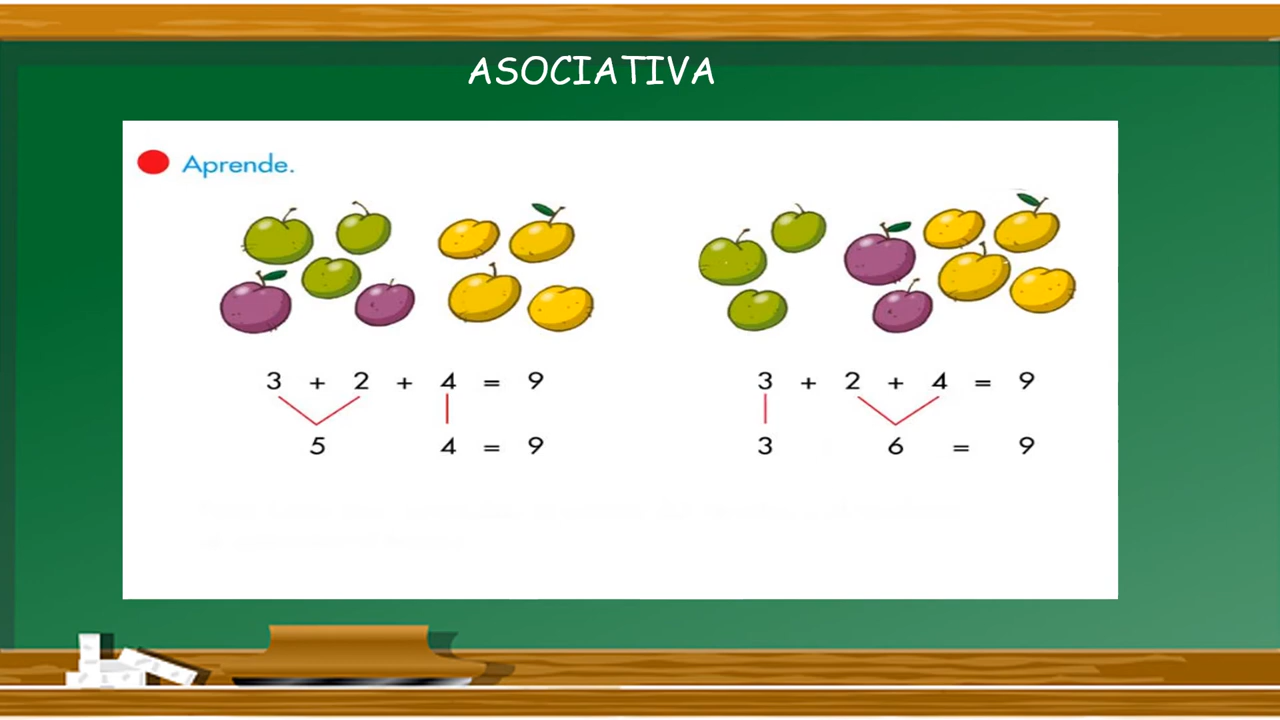 ASOCIATIVA
Aprende.
3 + 2 + 4 = 9
5 4 = 9
3 + 2 + 4 = 9
3 6 = 9